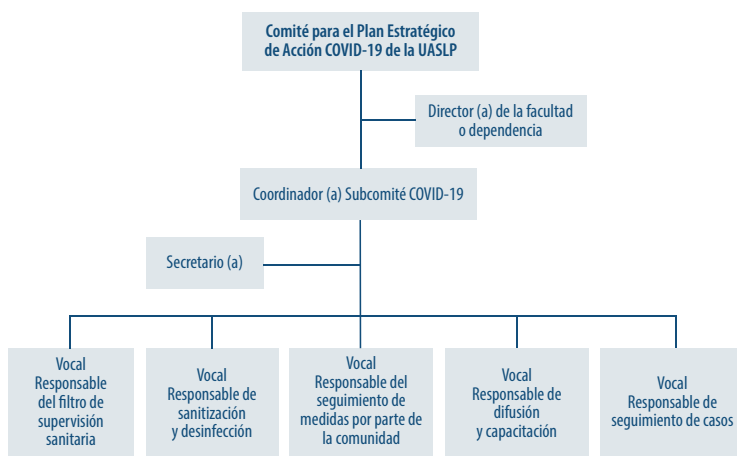 Comité para el Plan Estratégico
de Acción COVID-19 de la UASLP
Director (a) de la facultad
o dependencia
Coordinador (a) Subcomité COVID-19
Secretario (a)
Vocal
Responsable
del filtro de
supervisión
sanitaria
Vocal
Responsable de
sanitización
y desinfección
Vocal
Responsable del
seguimiento de
medidas por parte de
la comunidad
Vocal
Responsable de
difusión
y capacitación
Vocal
Responsable de
seguimiento de casos